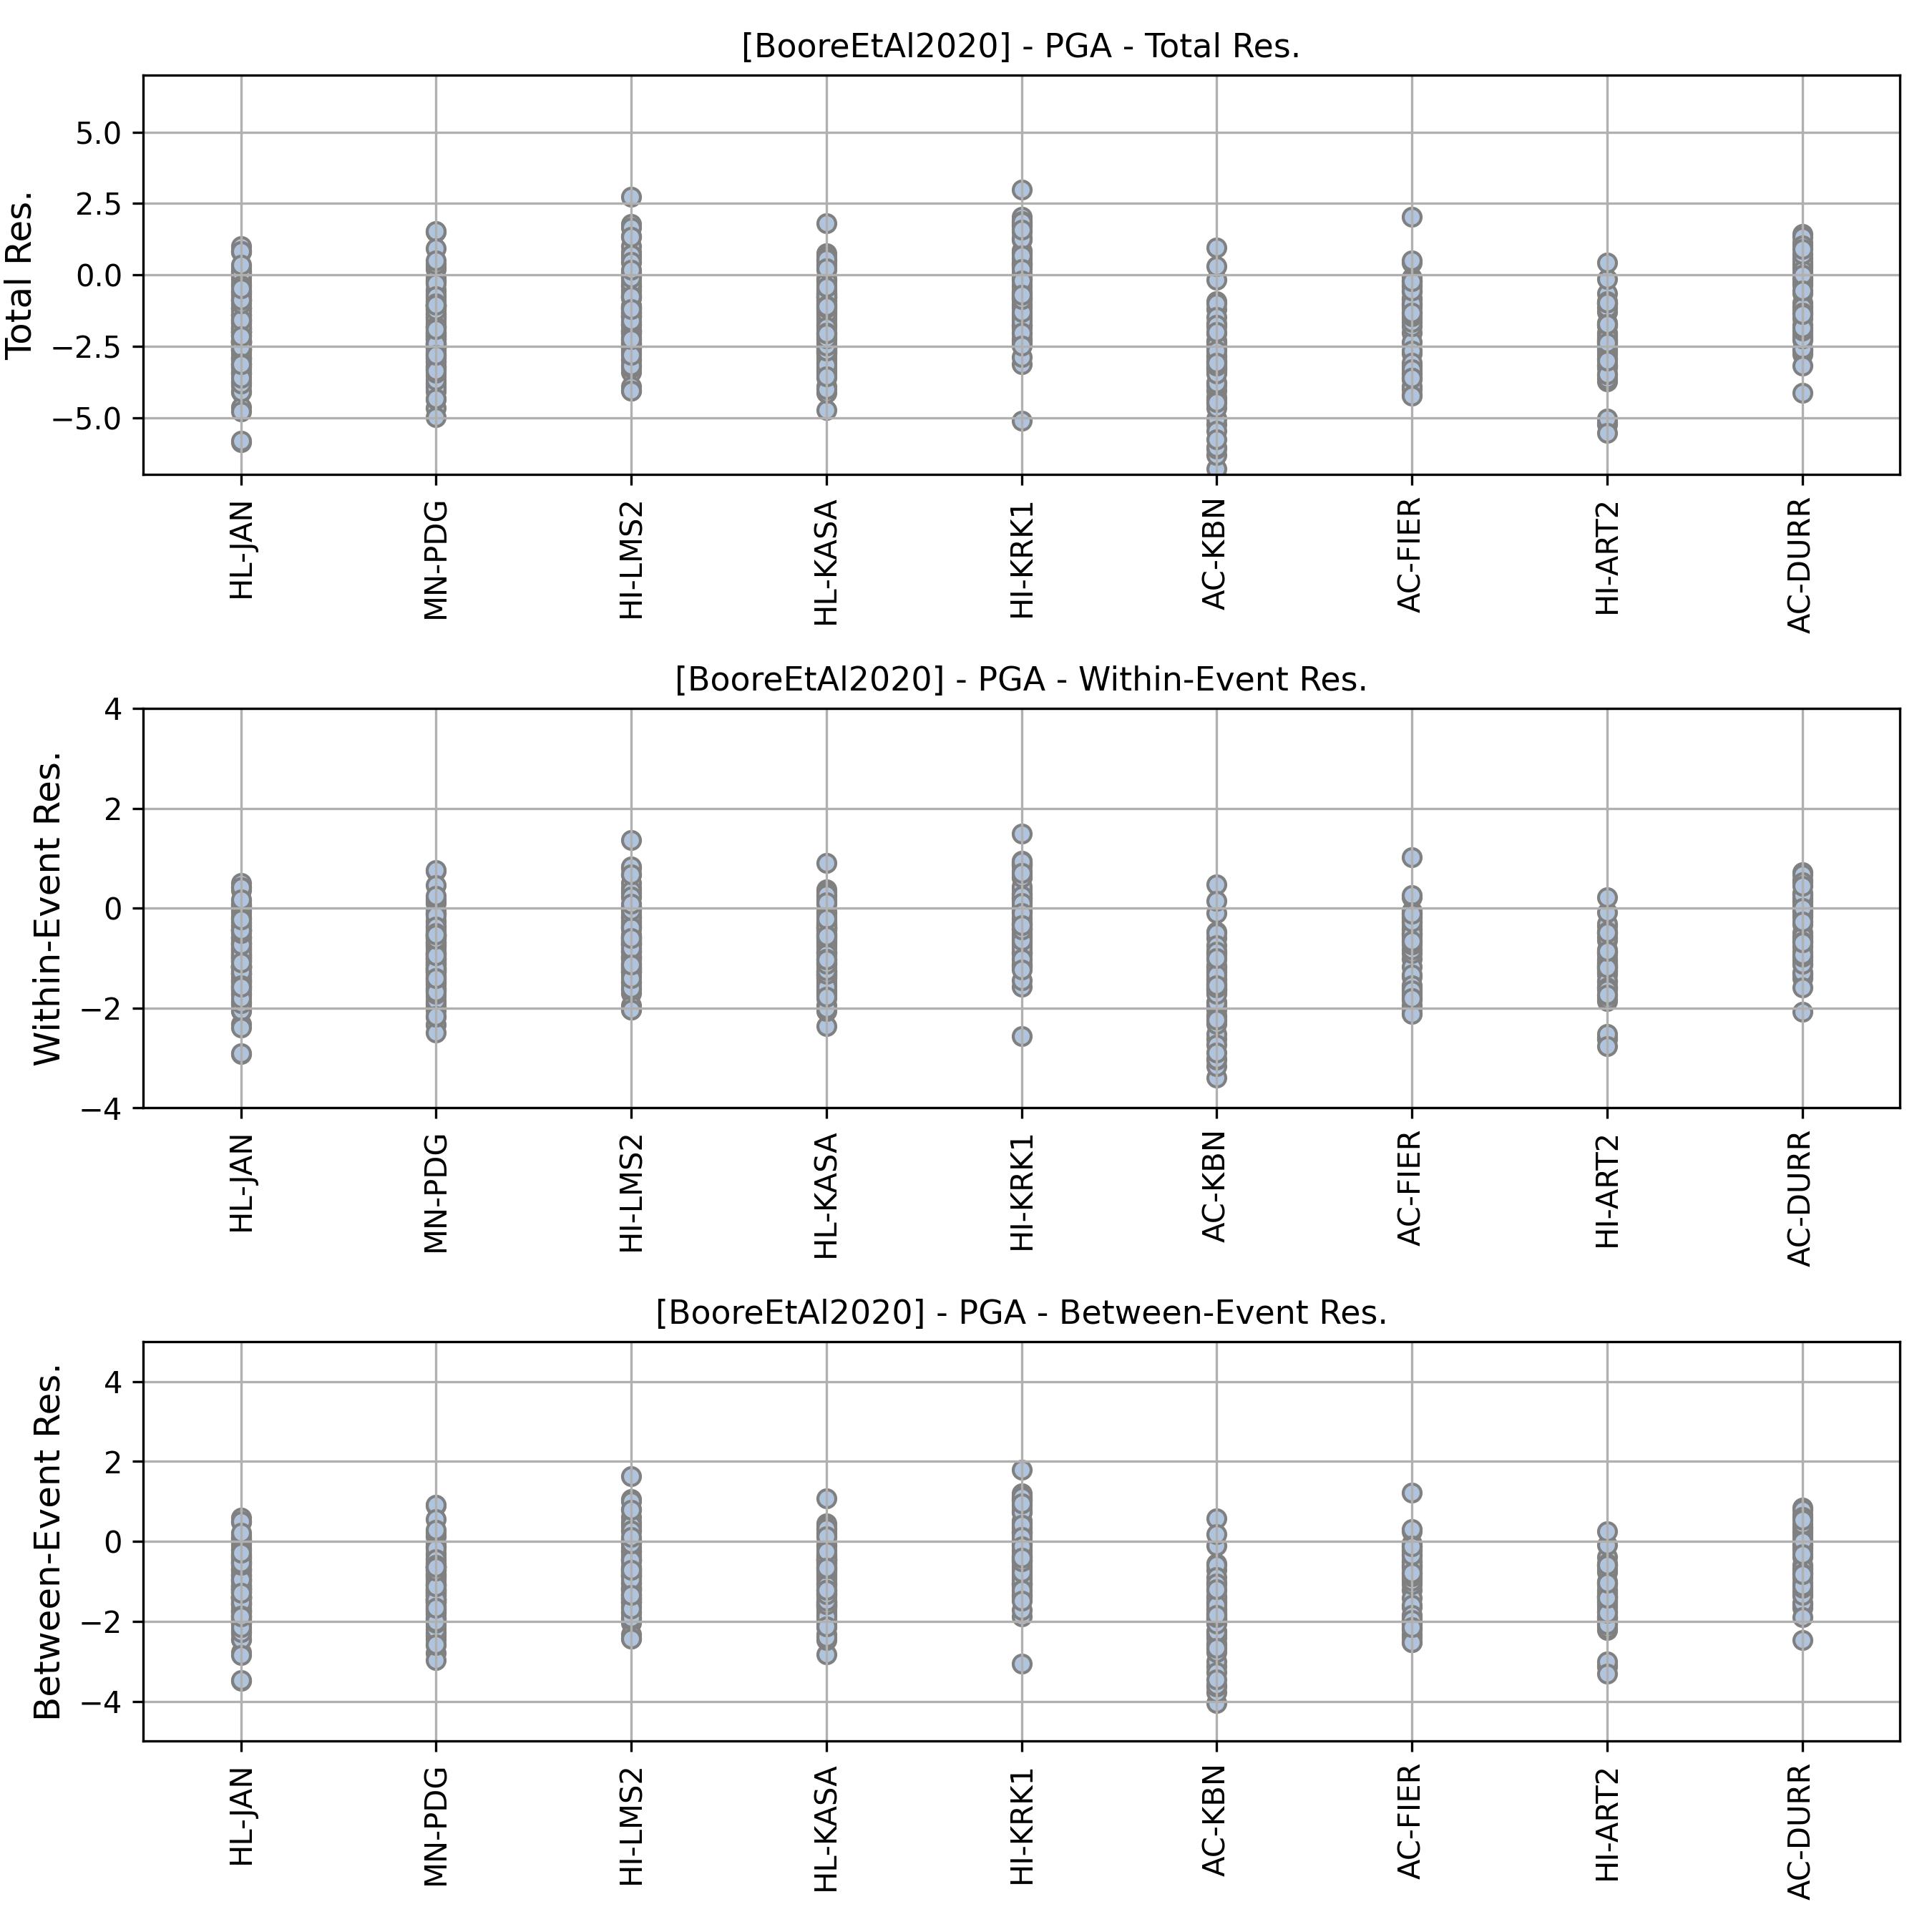 [BooreEtAl2020] - PGA - Total Res.
Total Res.
5.0
2.5
0.0
−2.5
−5.0
HL-JAN
MN-PDG
HI-LMS2
HL-KASA
HI-KRK1
AC-KBN
AC-FIER
HI-ART2
AC-DURR
[BooreEtAl2020] - PGA - Within-Event Res.
Within-Event Res.
4
2
0
−2
−4
HL-JAN
MN-PDG
HI-LMS2
HL-KASA
HI-KRK1
AC-KBN
AC-FIER
HI-ART2
AC-DURR
[BooreEtAl2020] - PGA - Between-Event Res.
Between-Event Res.
4
2
0
−2
−4
HL-JAN
MN-PDG
HI-LMS2
HL-KASA
HI-KRK1
AC-KBN
AC-FIER
HI-ART2
AC-DURR